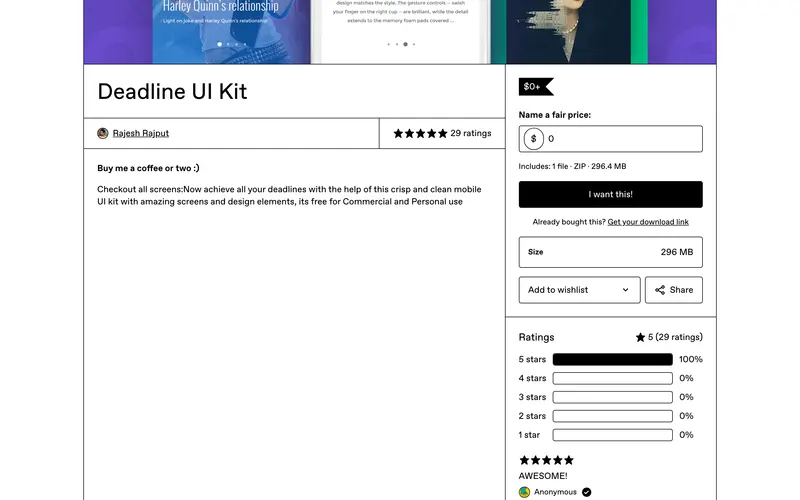 Harley Quinn's relationship
Light on joke and Harley Quinn's relationship
design matches the style. The gesture controls – swish
your finger on the right cup – are brilliant, while the detail
extends to the memory foam pads covered ...
Deadline UI Kit
Rajesh Rajput
29 ratings
Buy me a coffee or two :)
Checkout all screens:Now achieve all your deadlines with the help of this crisp and clean mobile
UI kit with amazing screens and design elements, its free for Commercial and Personal use
$0+
Name a fair price:
$ 0
Includes: 1 file · ZIP · 296.4 MB
I want this!
Already bought this? Get your download link
Size 296 MB
Add to wishlist
Share
Ratings 5 (29 ratings)
5 stars 100%
4 stars 0%
3 stars 0%
2 stars 0%
1 star 0%
AWESOME!
Anonymous